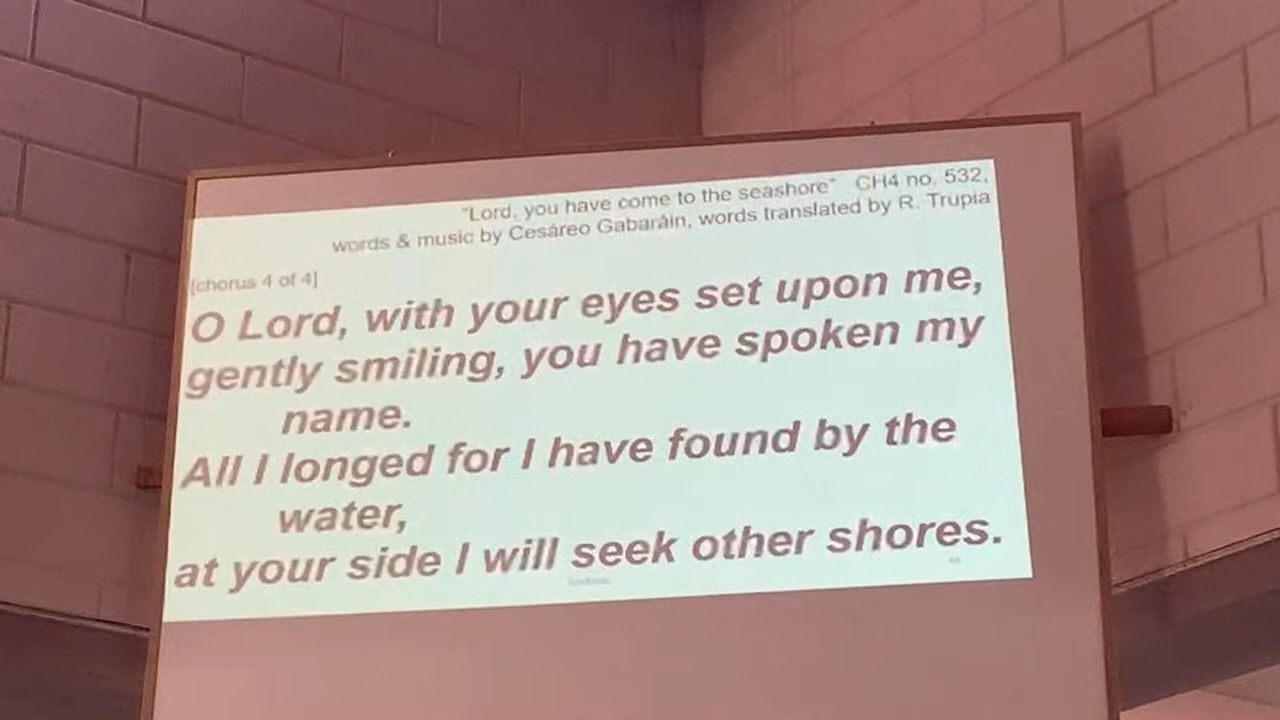 "Lord, you have come to the seashore" CH4 no. 532,
words & music by Cesáreo Gabaráin, words translated by R. Trupia
[chorus 4 of 4]
O Lord, with your eyes set upon me,
gently smiling, you have spoken my
name.
All I longed for I have found by the
water,
at your side I will seek other shores.